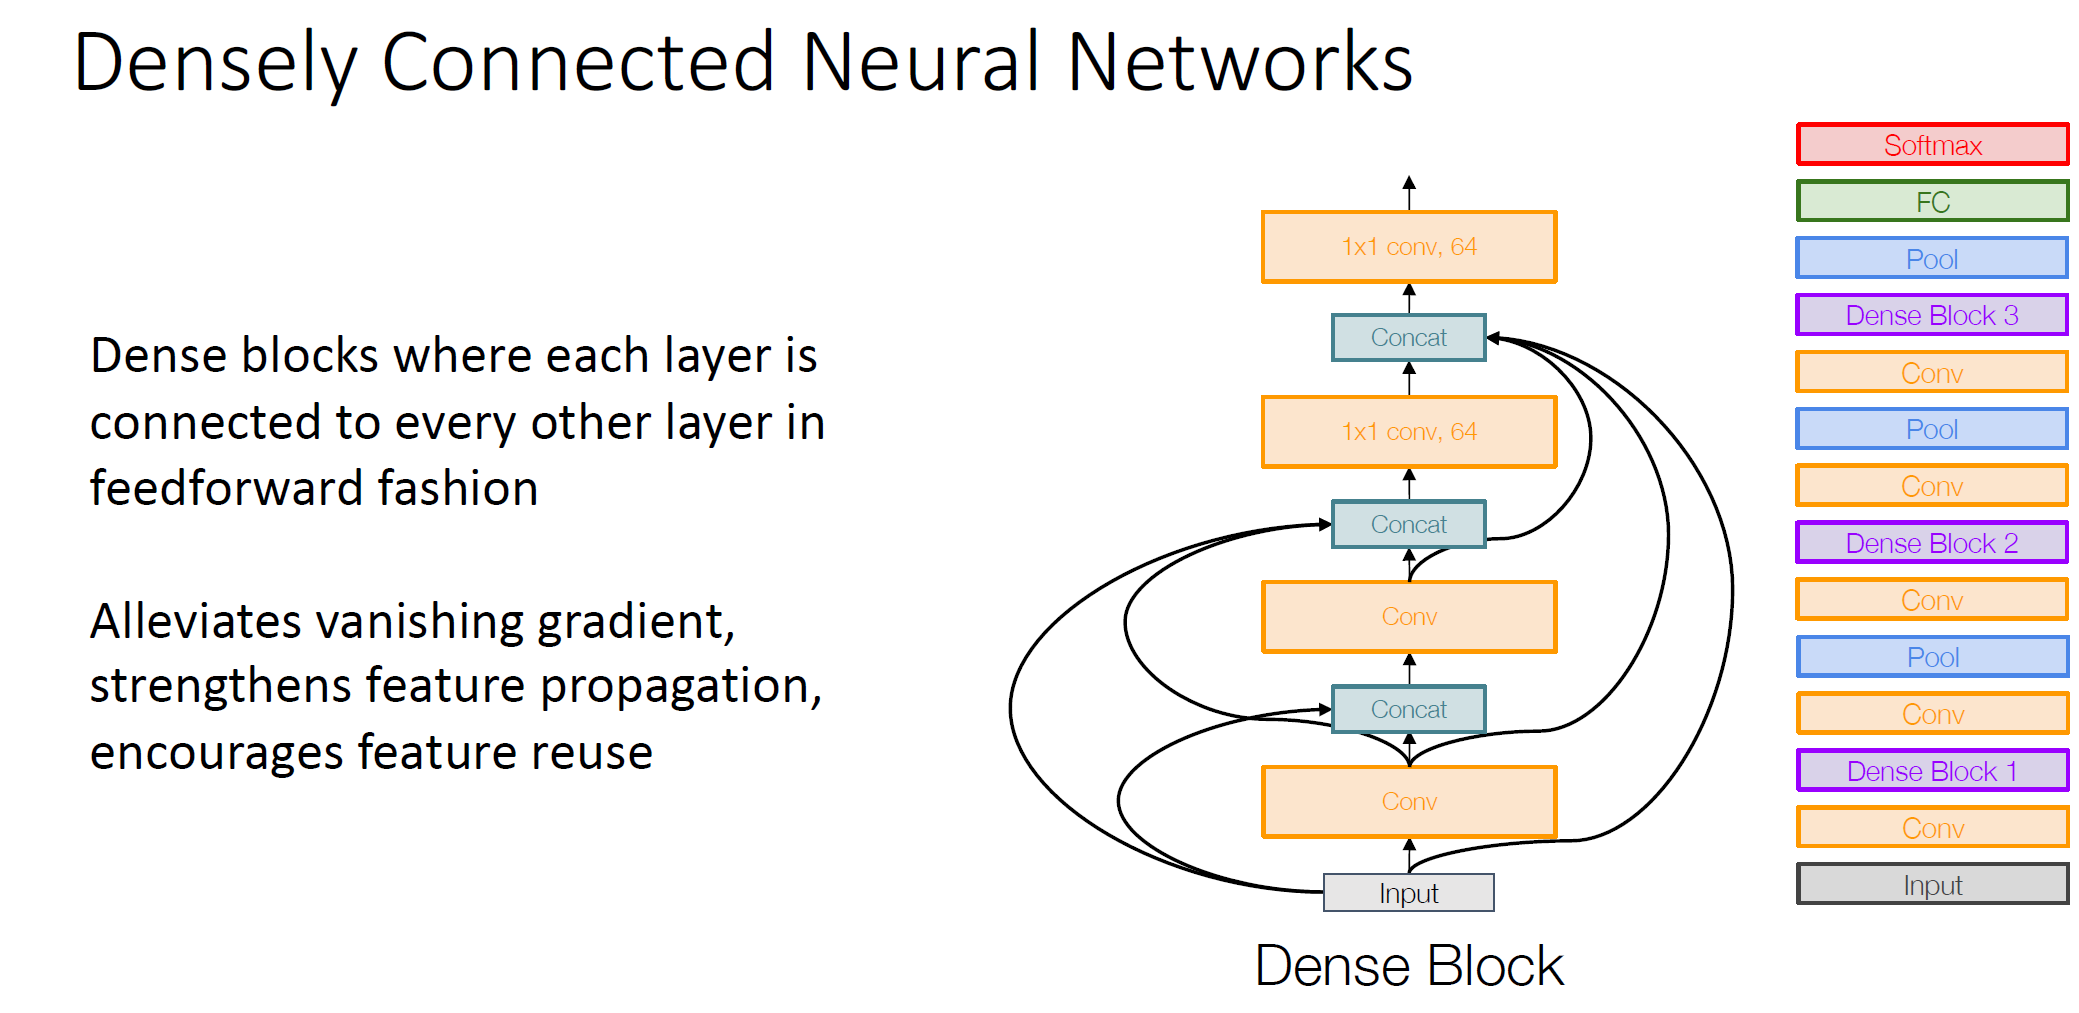 Densely Connected Neural Networks
Dense blocks where each layer is
connected to every other layer in
feedforward fashion
Alleviates vanishing gradient,
strengthens feature propagation,
encourages feature reuse
1x1 conv, 64
Concat
1x1 conv, 64
Concat
Conv
Concat
Conv
Input
Dense Block
Softmax
FC
Pool
Dense Block 3
Conv
Pool
Conv
Dense Block 2
Conv
Pool
Conv
Dense Block 1
Conv
Input